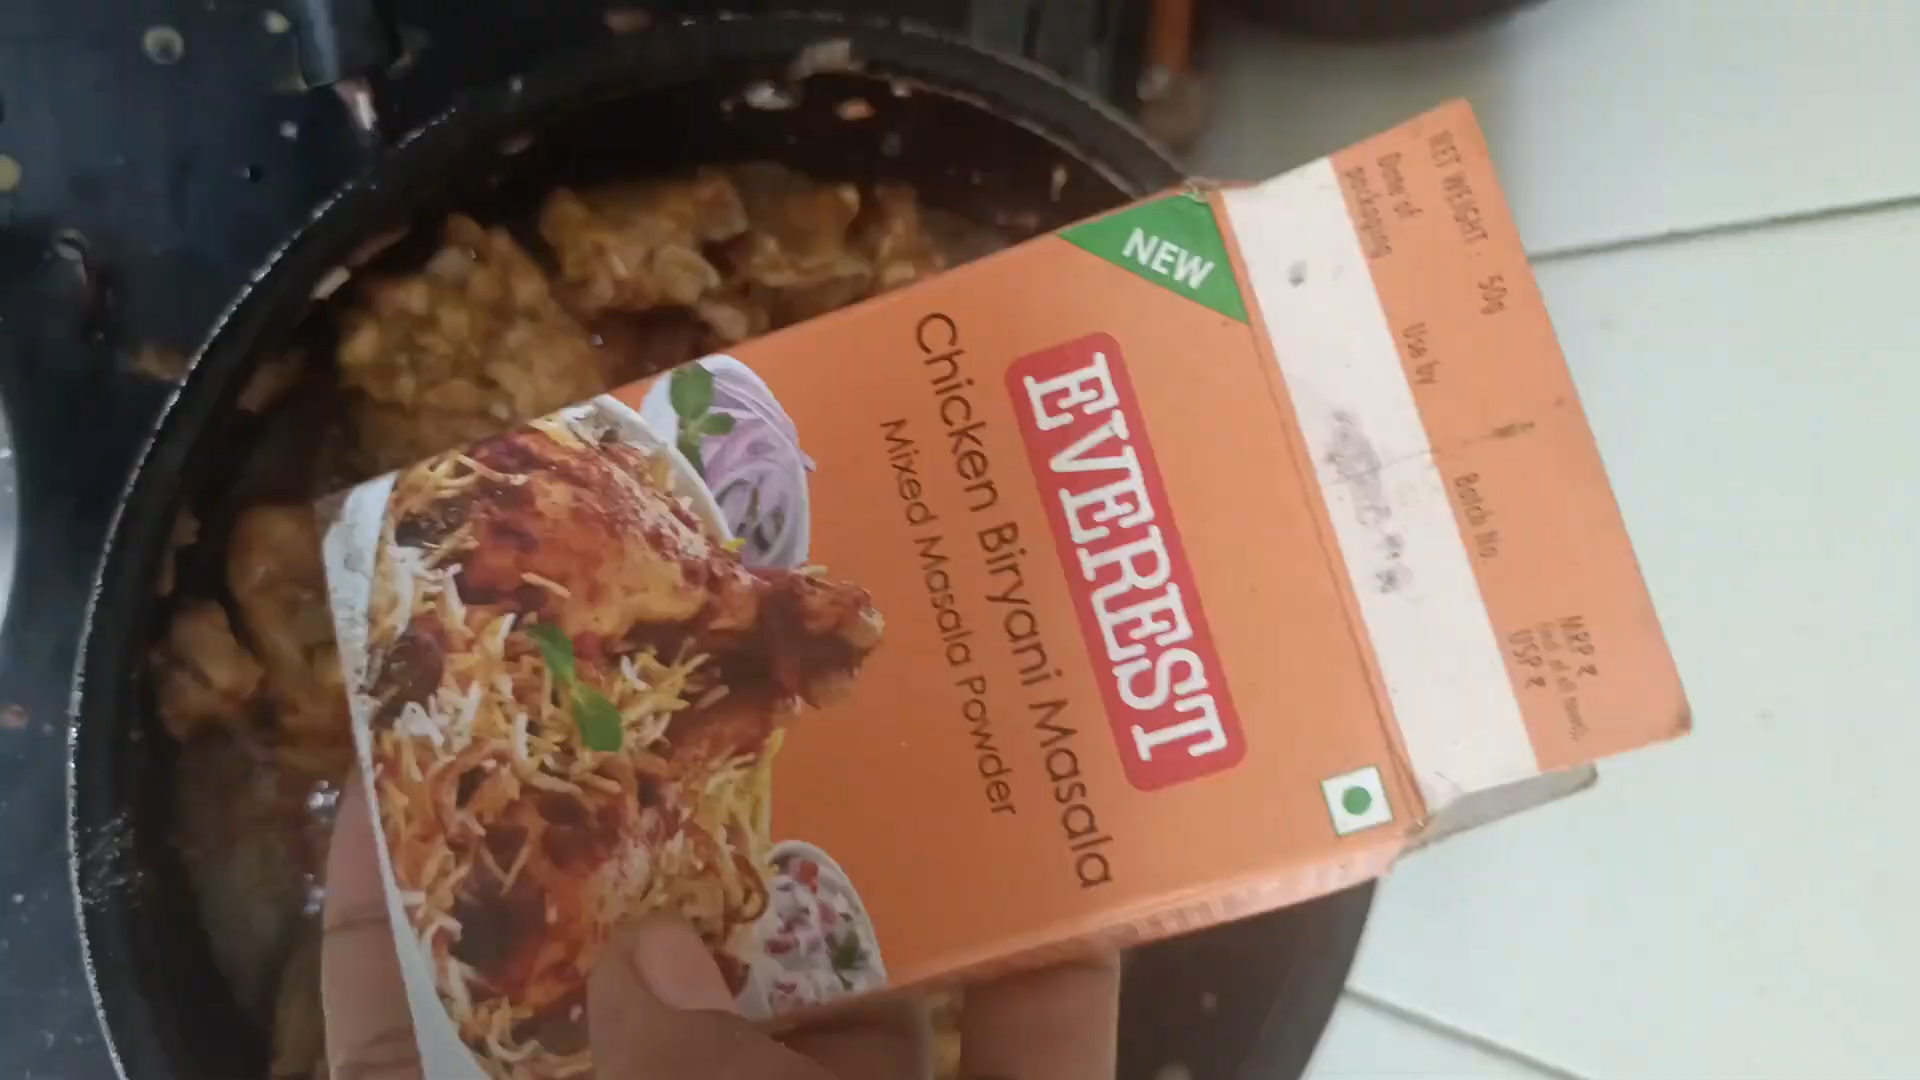 NEW
EVEREST
Chicken Biryani Masala
Mixed Masala Powder
NET WEIGHT : 50g
Date of
packaging
Use by
Batch No.
M.R.P. ₹
USP ₹